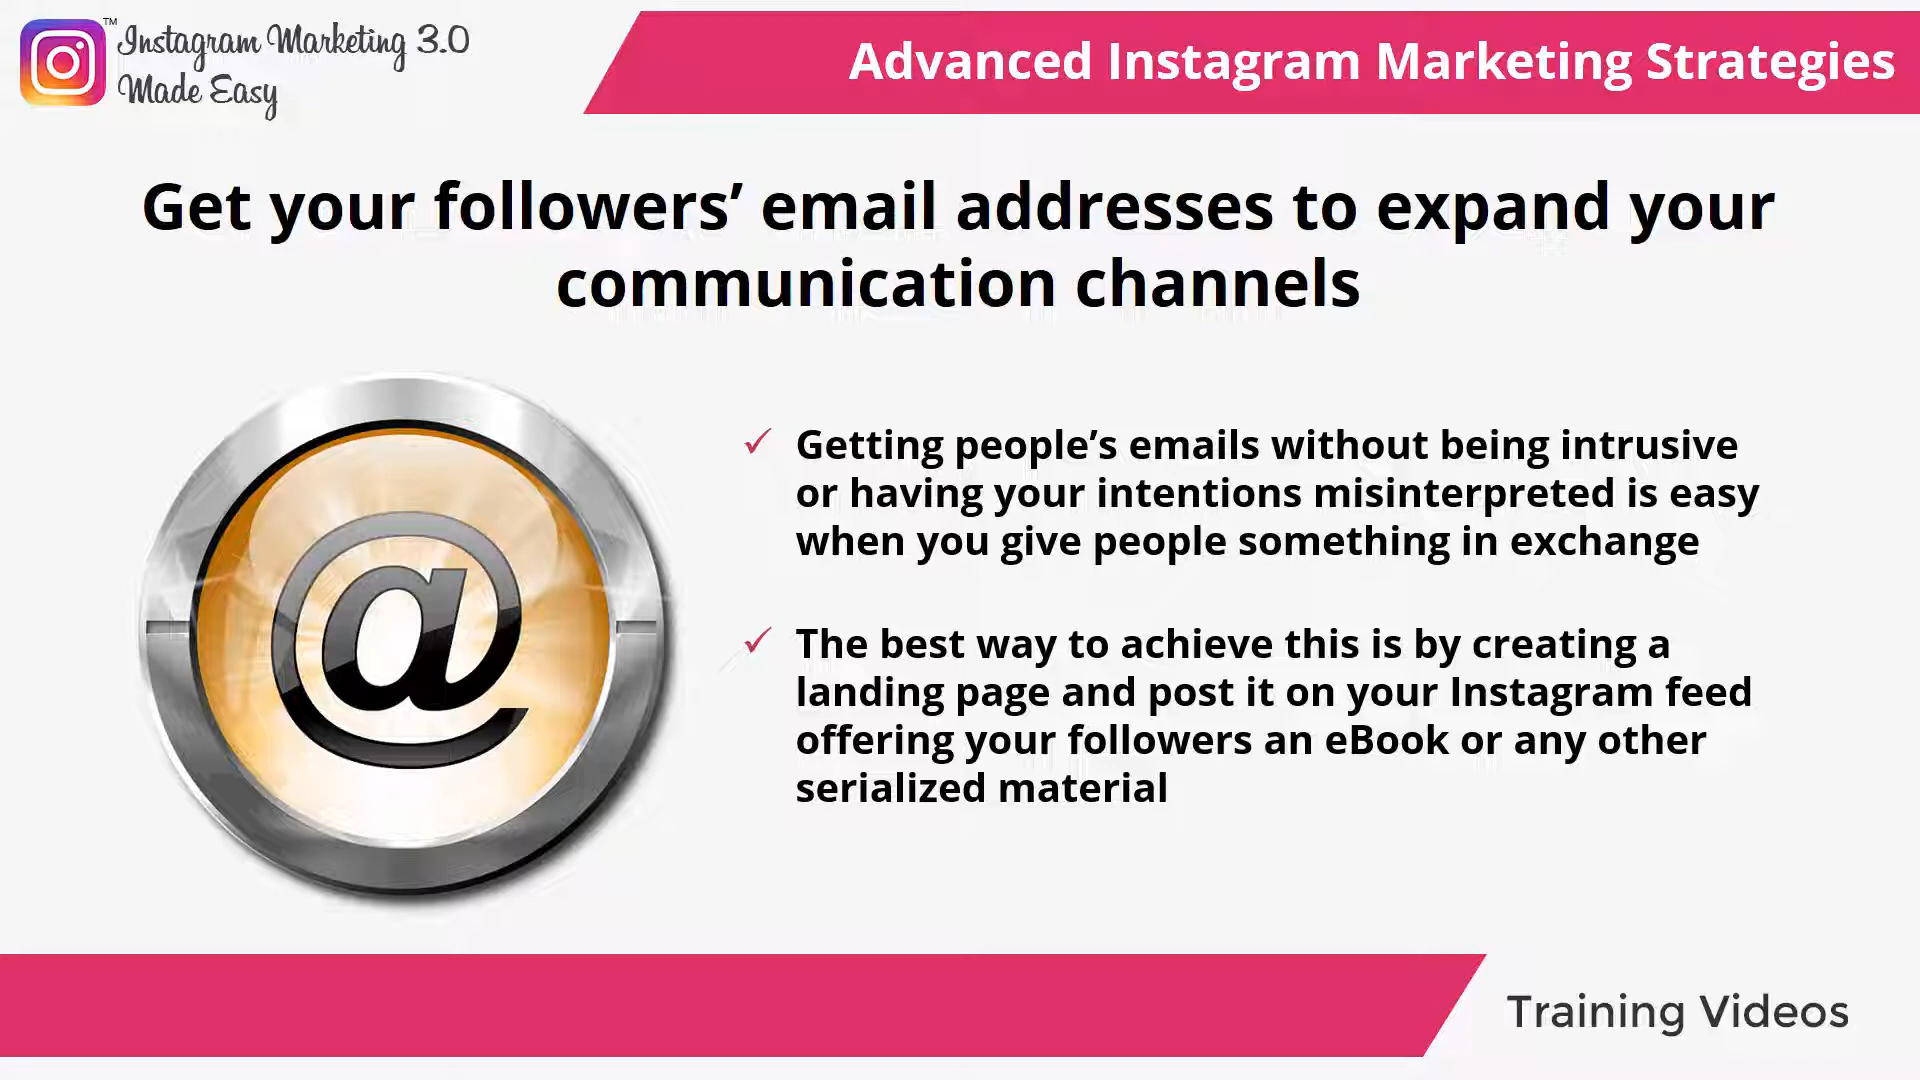 ™
Instagram Marketing 3.0
Made Easy
Advanced Instagram Marketing Strategies
Get your followers’ email addresses to expand your
communication channels
@
✓ Getting people’s emails without being intrusive
or having your intentions misinterpreted is easy
when you give people something in exchange
✓ The best way to achieve this is by creating a
landing page and post it on your Instagram feed
offering your followers an eBook or any other
serialized material
Training Videos